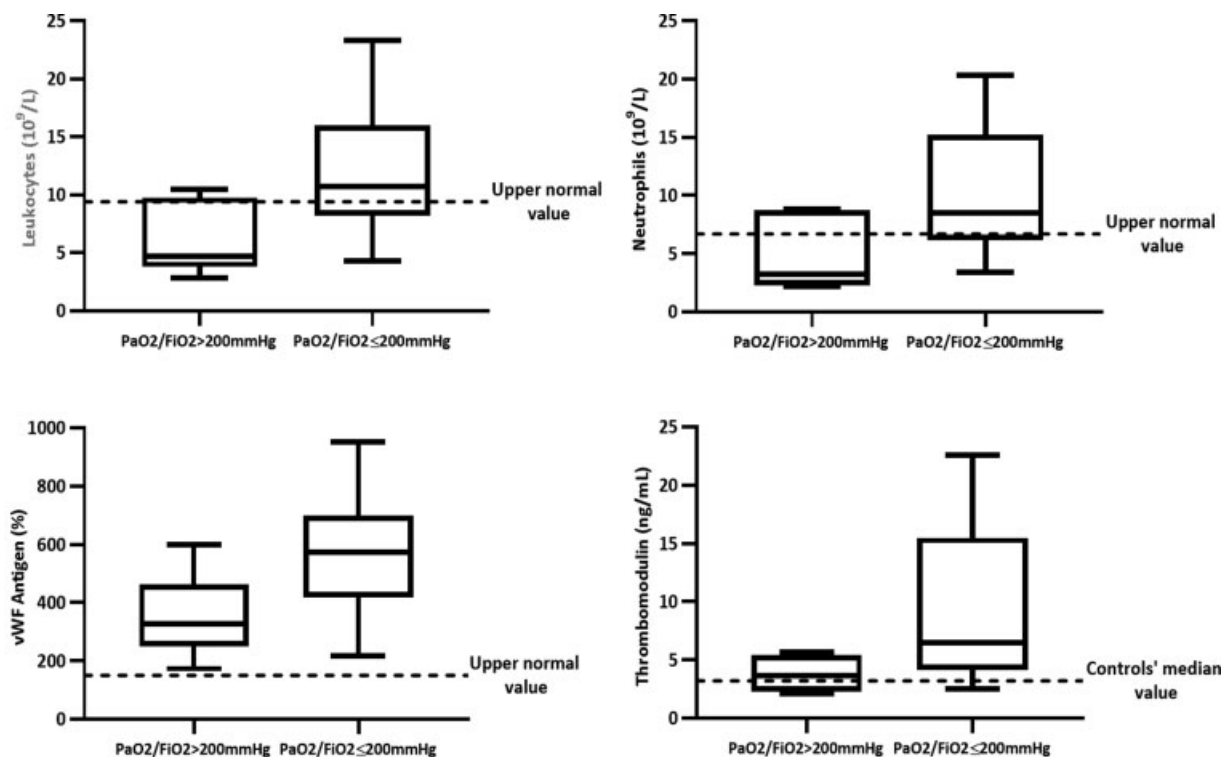 Leukocytes (10⁹/L)
25
20
15
10
5
0
Upper normal
value
PaO2/FiO2>200mmHg PaO2/FiO2≤200mmHg
Neutrophils (10⁹/L)
25
20
15
10
5
0
Upper normal
value
PaO2/FiO2>200mmHg PaO2/FiO2≤200mmHg
vWF Antigen (%)
1000
800
600
400
200
0
Upper normal
value
PaO2/FiO2>200mmHg PaO2/FiO2≤200mmHg
Thrombomodulin (ng/mL)
25
20
15
10
5
0
Controls' median
value
PaO2/FiO2>200mmHg PaO2/FiO2≤200mmHg